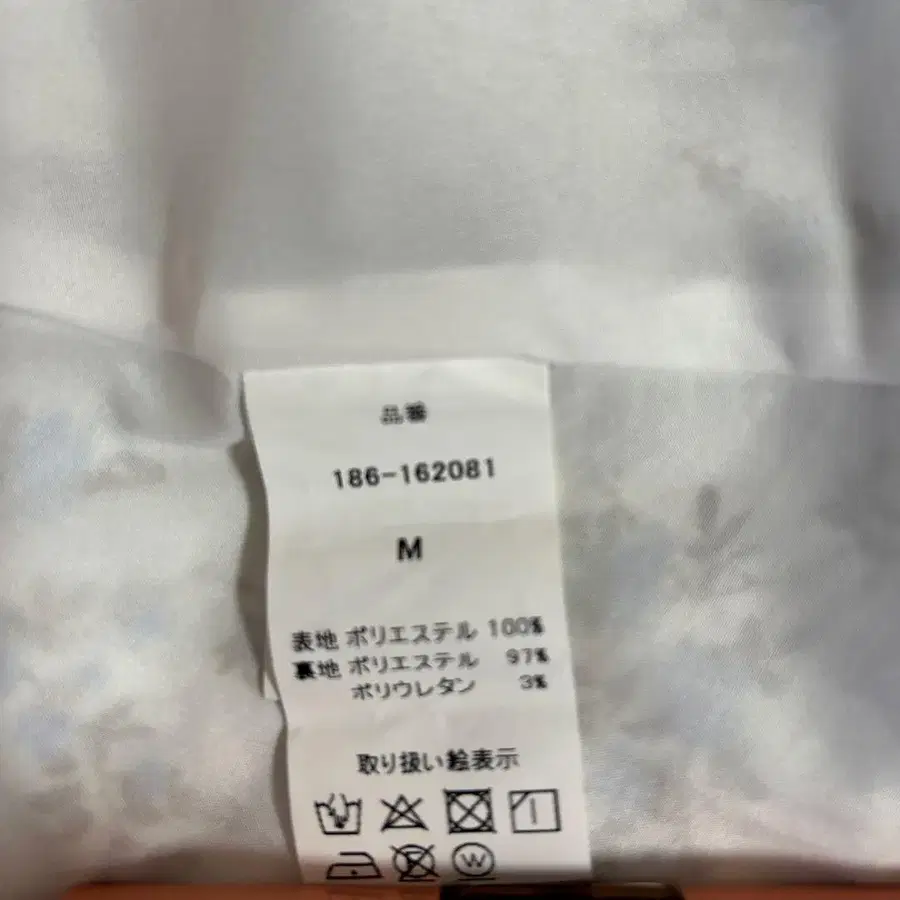 品番
186-162081
M
表地 ポリエステル 100%
裏地 ポリエステル 97%
ポリウレタン 3%
取り扱い絵表示
W